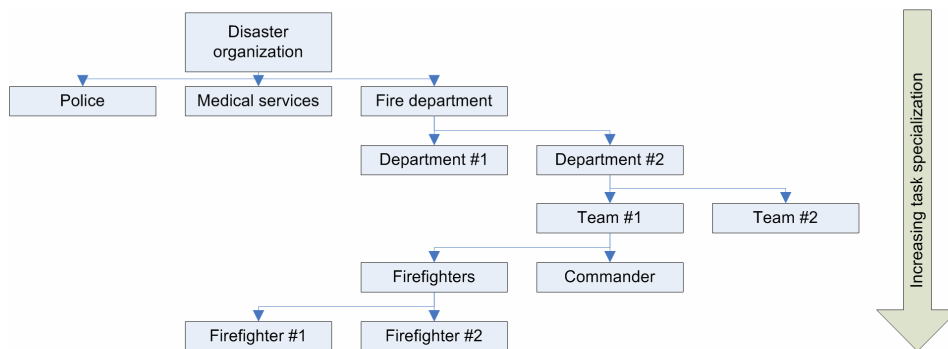 Disaster
organization
Police
Medical services
Fire department
Department #1
Department #2
Team #1
Team #2
Firefighters
Commander
Firefighter #1
Firefighter #2
Increasing task specialization